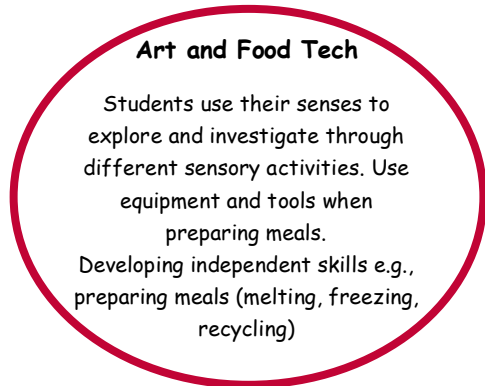 Art and Food Tech
Students use their senses to
explore and investigate through
different sensory activities. Use
equipment and tools when
preparing meals.
Developing independent skills e.g.,
preparing meals (melting, freezing,
recycling)